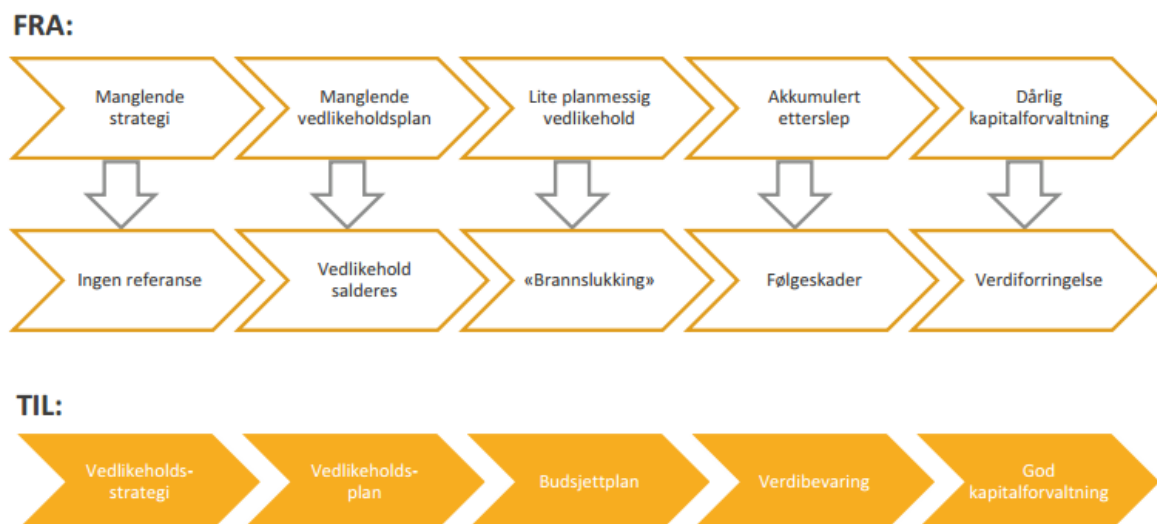 FRA:
Manglende
strategi
Manglende
vedlikeholdsplan
Lite planmessig
vedlikehold
Akkumulert
etterslep
Dårlig
kapitalforvaltning
Ingen referanse
Vedlikehold
salderes
«Brannslukking»
Følgeskader
Verdiforringelse
TIL:
Vedlikeholds-
strategi
Vedlikeholds-
plan
Budsjettplan
Verdibevaring
God
kapitalforvaltning